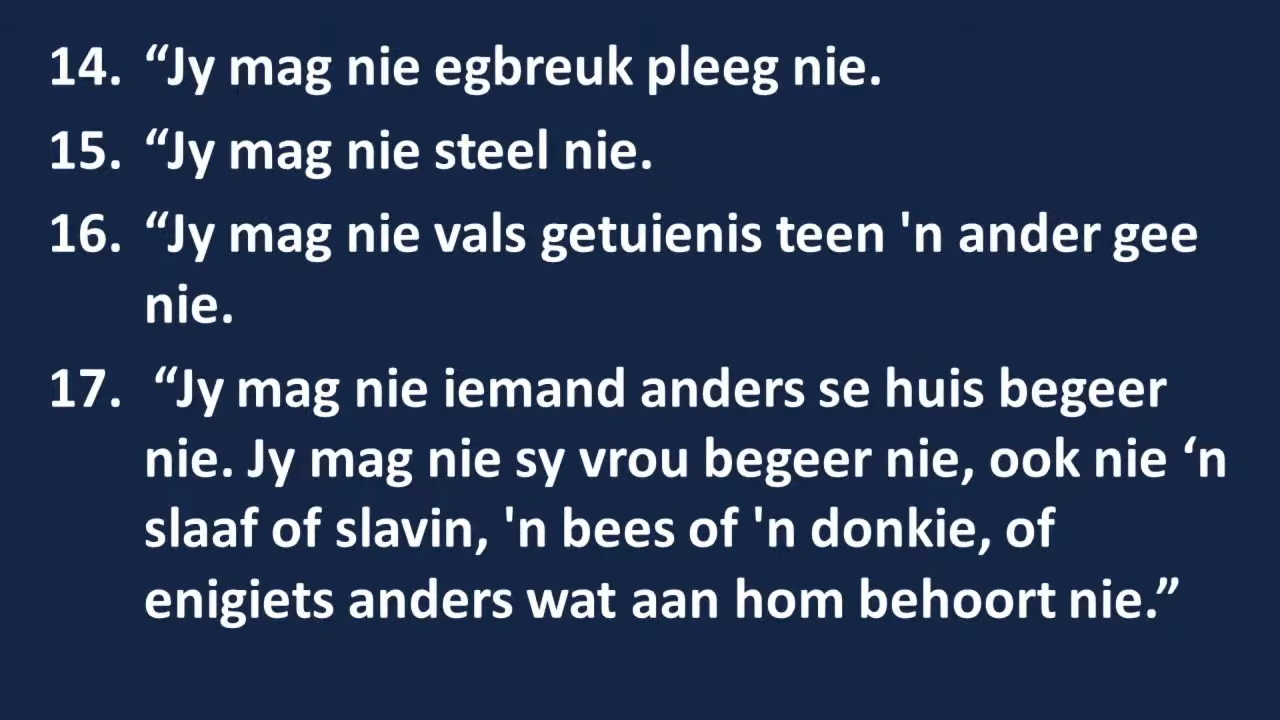 14. “Jy mag nie egbreuk pleeg nie.
15. “Jy mag nie steel nie.
16. “Jy mag nie vals getuienis teen 'n ander gee
nie.
17. “Jy mag nie iemand anders se huis begeer
nie. Jy mag nie sy vrou begeer nie, ook nie ‘n
slaaf of slavin, 'n bees of 'n donkie, of
enigiets anders wat aan hom behoort nie.”